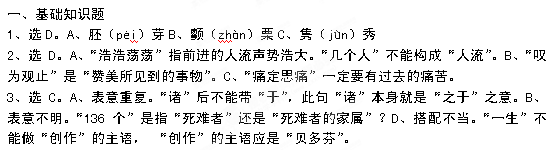 一、基础知识题
1、选 D。A、胚（pēi）芽 B、颤（zhàn）栗 C、隽（jùn）秀
2、选 D。A、“浩浩荡荡”指前进的人流声势浩大。“几个人”不能构成“人流”。B、“叹
为观止”是“赞美所见到的事物”。C、“痛定思痛”一定要有过去的痛苦。
3、选 C。A、表意重复。“诸”后不能带“于”，此句“诸”本身就是“之于”之意。B、
表意不明。“136 个”是指“死难者”还是“死难者的家属”？D、搭配不当。“一生”不
能做“创作”的主语， “创作”的主语应是“贝多芬”。